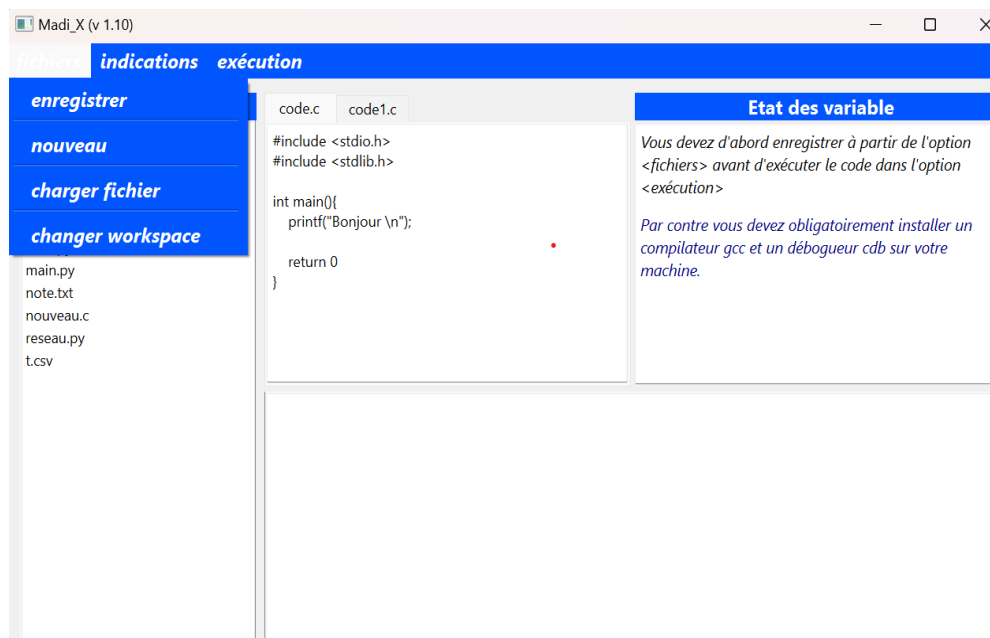 Madi_X (v 1.10)
fichiers indications exécution
enregistrer
nouveau
charger fichier
changer workspace
main.py
note.txt
nouveau.c
reseau.py
t.csv
code.c code1.c
#include <stdio.h>
#include <stdlib.h>
int main(){
printf("Bonjour \n");
return 0
}
Etat des variable
Vous devez d'abord enregistrer à partir de l'option
<fichiers> avant d'exécuter le code dans l'option
<exécution>
Par contre vous devez obligatoirement installer un
compilateur gcc et un débogueur cdb sur votre
machine.